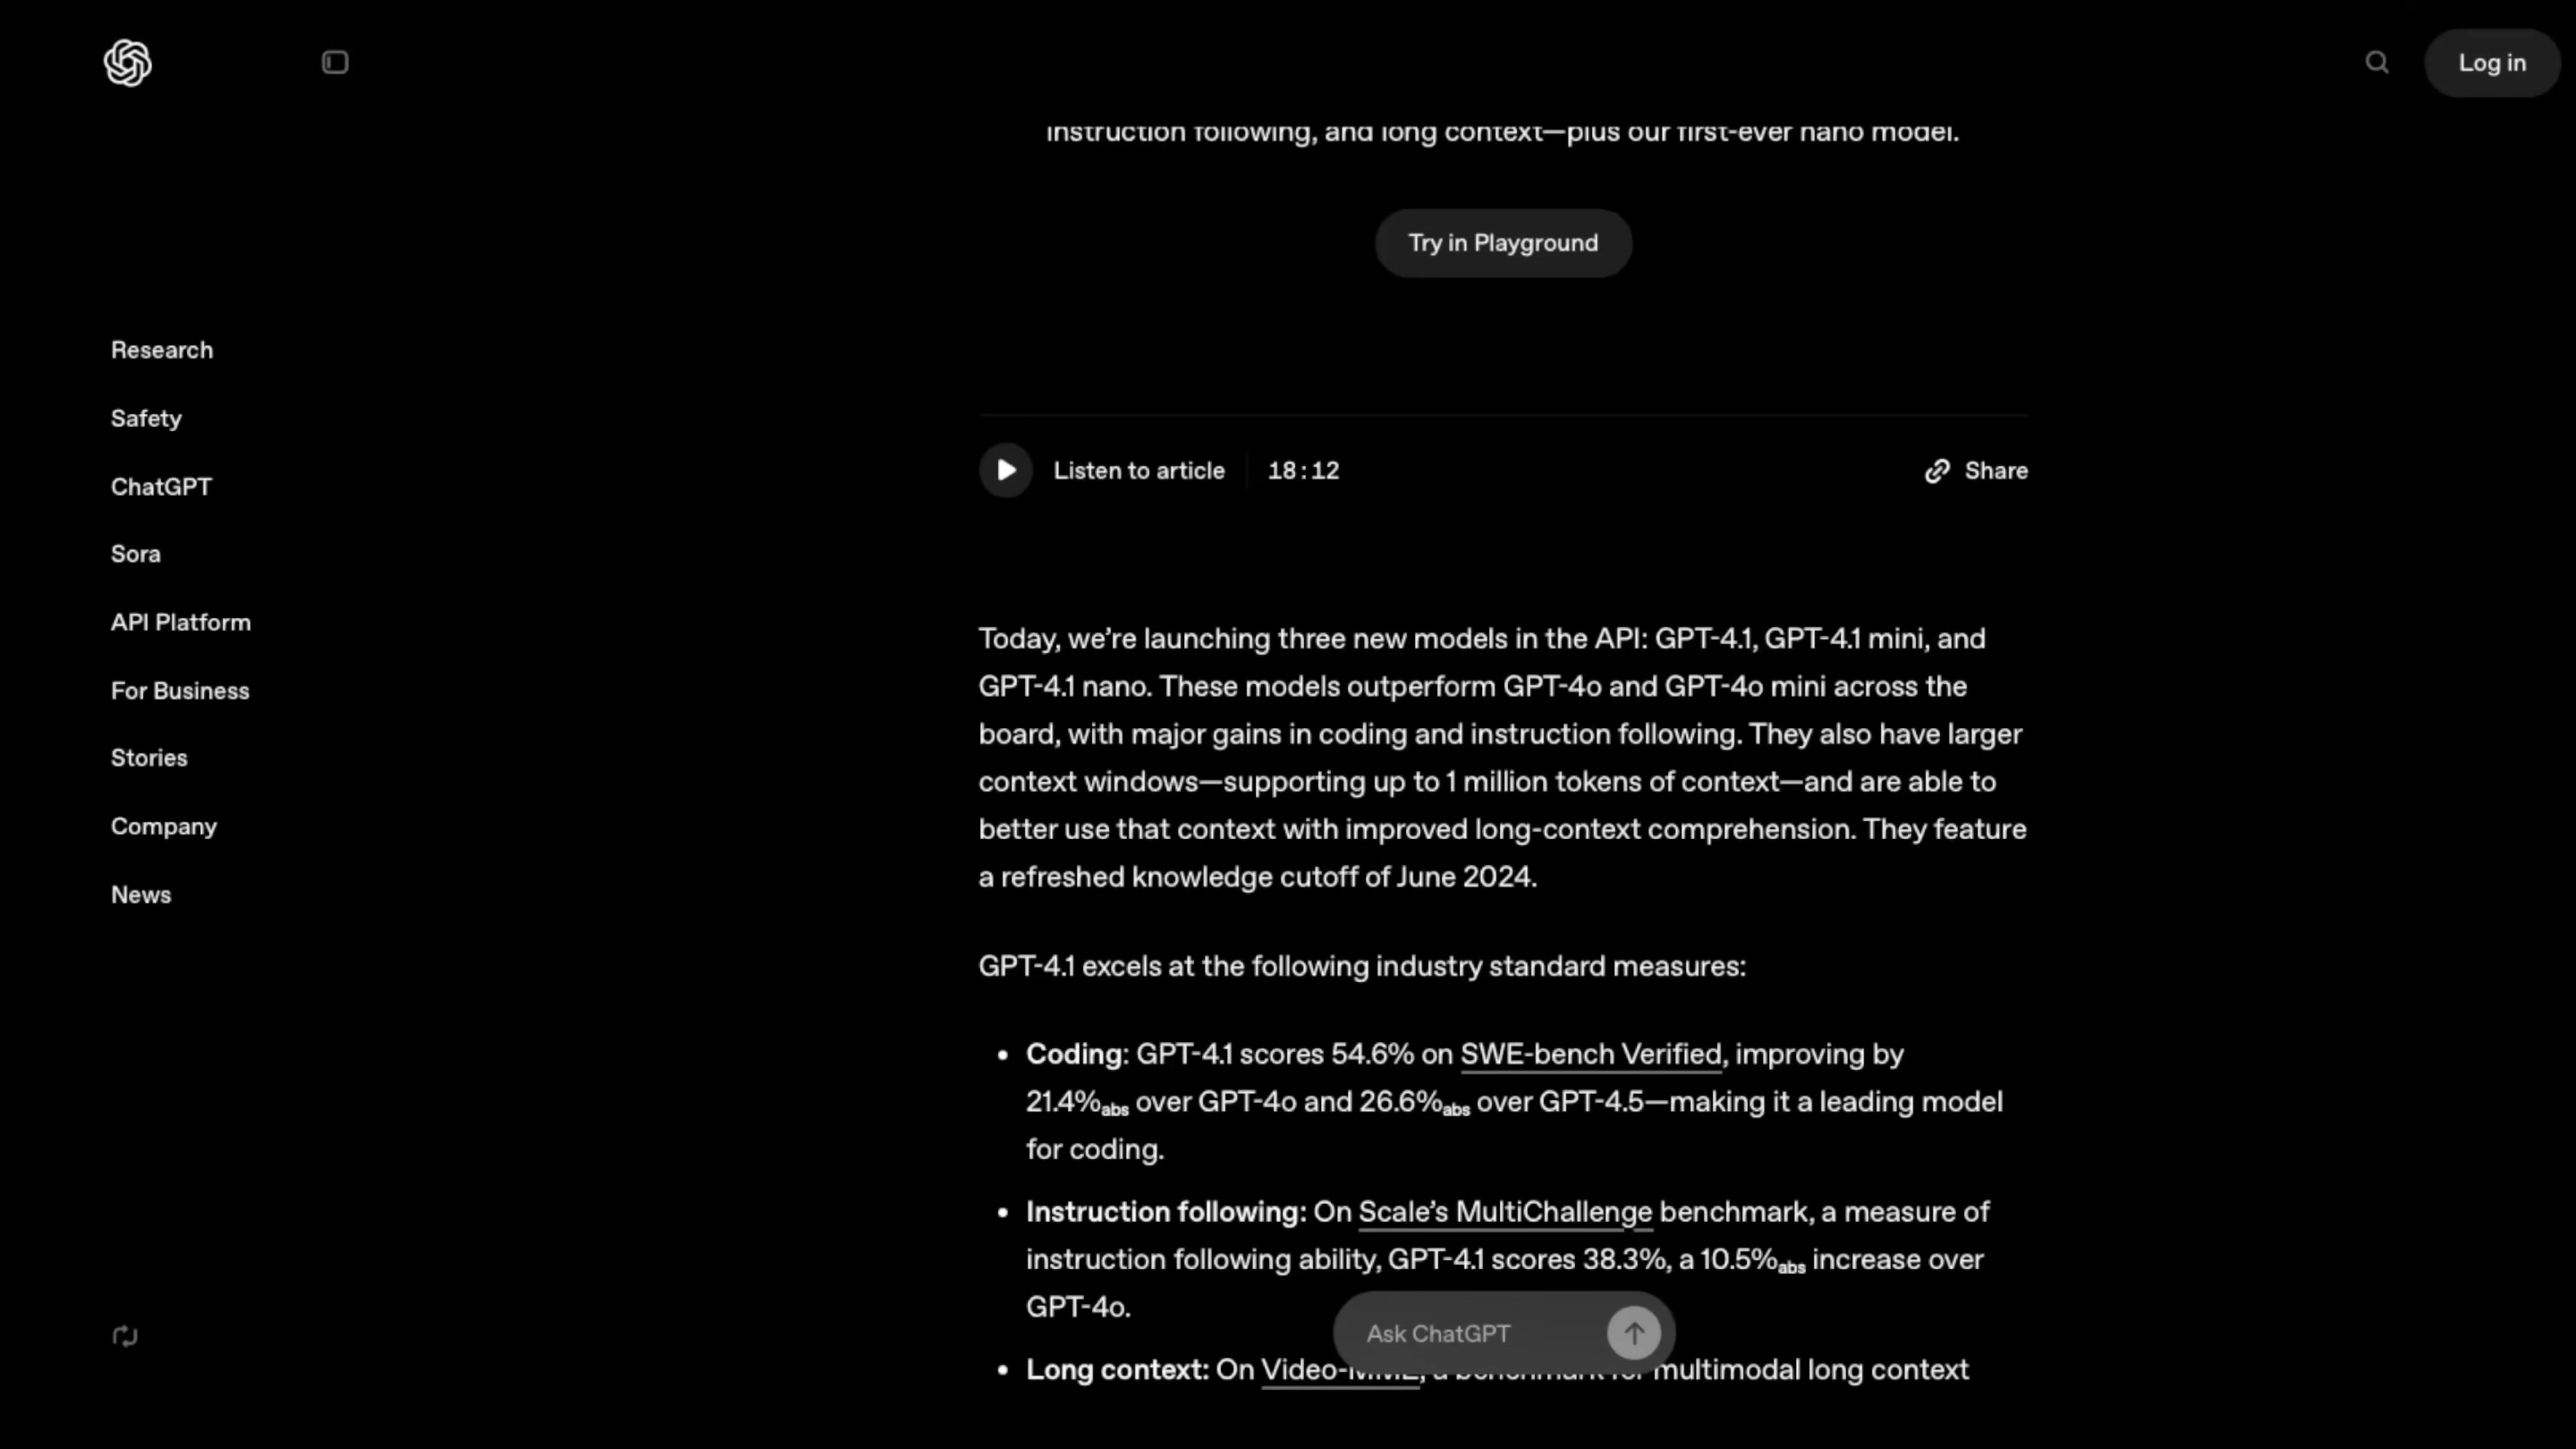 Log in
instruction following, and long context—plus our first-ever nano model.
Try in Playground
Research
Safety
ChatGPT
Sora
API Platform
For Business
Stories
Company
News
Listen to article
18:12
Share
Today, we're launching three new models in the API: GPT-4.1, GPT-4.1 mini, and
GPT-4.1 nano. These models outperform GPT-4o and GPT-4o mini across the
board, with major gains in coding and instruction following. They also have larger
context windows—supporting up to 1 million tokens of context—and are able to
better use that context with improved long-context comprehension. They feature
a refreshed knowledge cutoff of June 2024.
GPT-4.1 excels at the following industry standard measures:
• Coding: GPT-4.1 scores 54.6% on SWE-bench Verified, improving by
21.4%abs over GPT-4o and 26.6%abs over GPT-4.5—making it a leading model
for coding.
• Instruction following: On Scale's MultiChallenge benchmark, a measure of
instruction following ability, GPT-4.1 scores 38.3%, a 10.5%abs increase over
GPT-4o.
Ask ChatGPT
• Long context: On Video-MME, a benchmark for multimodal long context